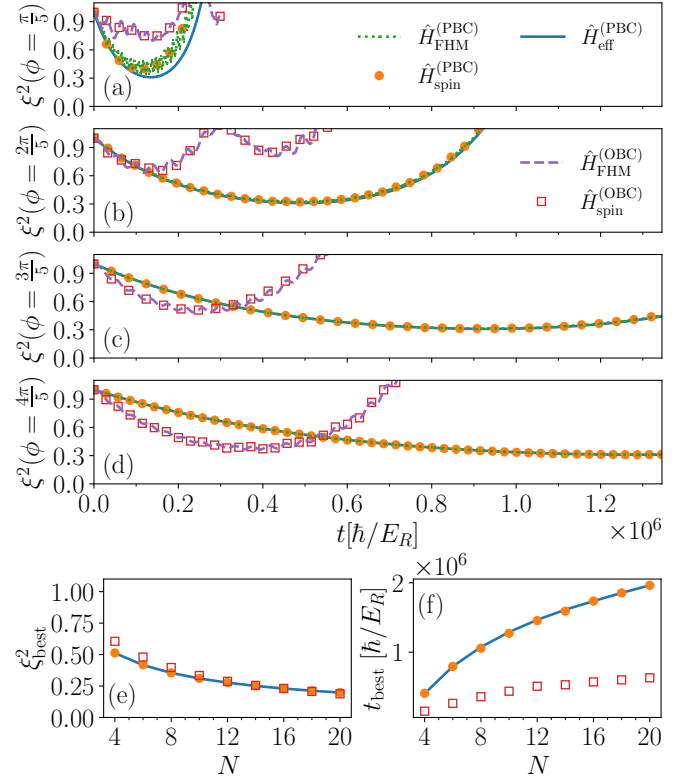 ξ²(ϕ = π/5)
0.0
0.3
0.6
0.9
(a)
Ĥ_FHM^(PBC)
Ĥ_spin^(PBC)
Ĥ_eff^(PBC)
ξ²(ϕ = 2π/5)
0.0
0.3
0.6
0.9
(b)
Ĥ_FHM^(OBC)
Ĥ_spin^(OBC)
ξ²(ϕ = 3π/5)
0.0
0.3
0.6
0.9
(c)
ξ²(ϕ = 4π/5)
0.0
0.3
0.6
0.9
(d)
0.0 0.2 0.4 0.6 0.8 1.0 1.2
t[ħ/E_R]
×10⁶
ξ²_best
0.00
0.25
0.50
0.75
1.00
(e)
4 8 12 16 20
N
×10⁶
t_best [ħ/E_R]
1
2
(f)
4 8 12 16 20
N